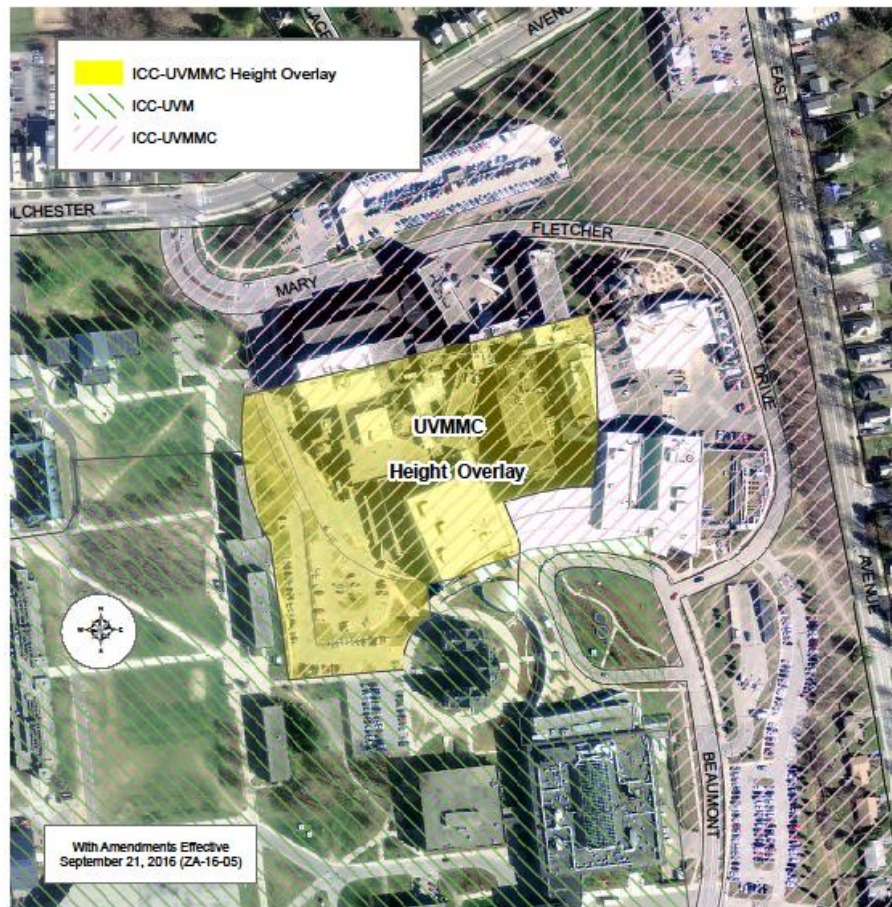 PLACE
AVENUE
EAST
ICC-UVMMC Height Overlay
ICC-UVM
ICC-UVMMC
OLCHESTER
FLETCHER
MARY
DRIVE
UVMMC
Height Overlay
AVENUE
N
W E
S
BEAUMONT
With Amendments Effective
September 21, 2016 (ZA-16-05)